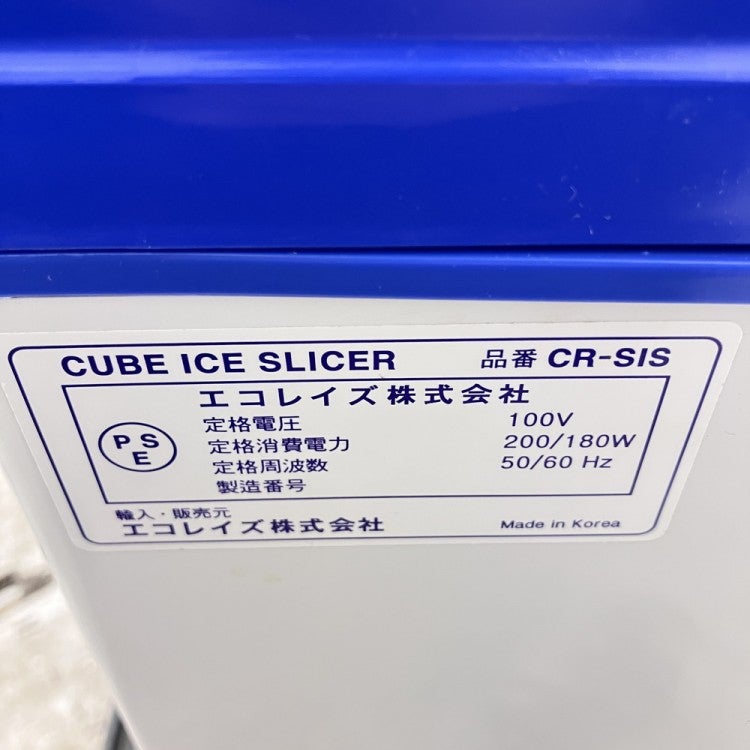 CUBE ICE SLICER 品番 CR-SIS
エコレイズ株式会社
PSE
定格電圧 100V
定格消費電力 200/180W
定格周波数 50/60 Hz
製造番号
輸入・販売元
エコレイズ株式会社 Made in Korea